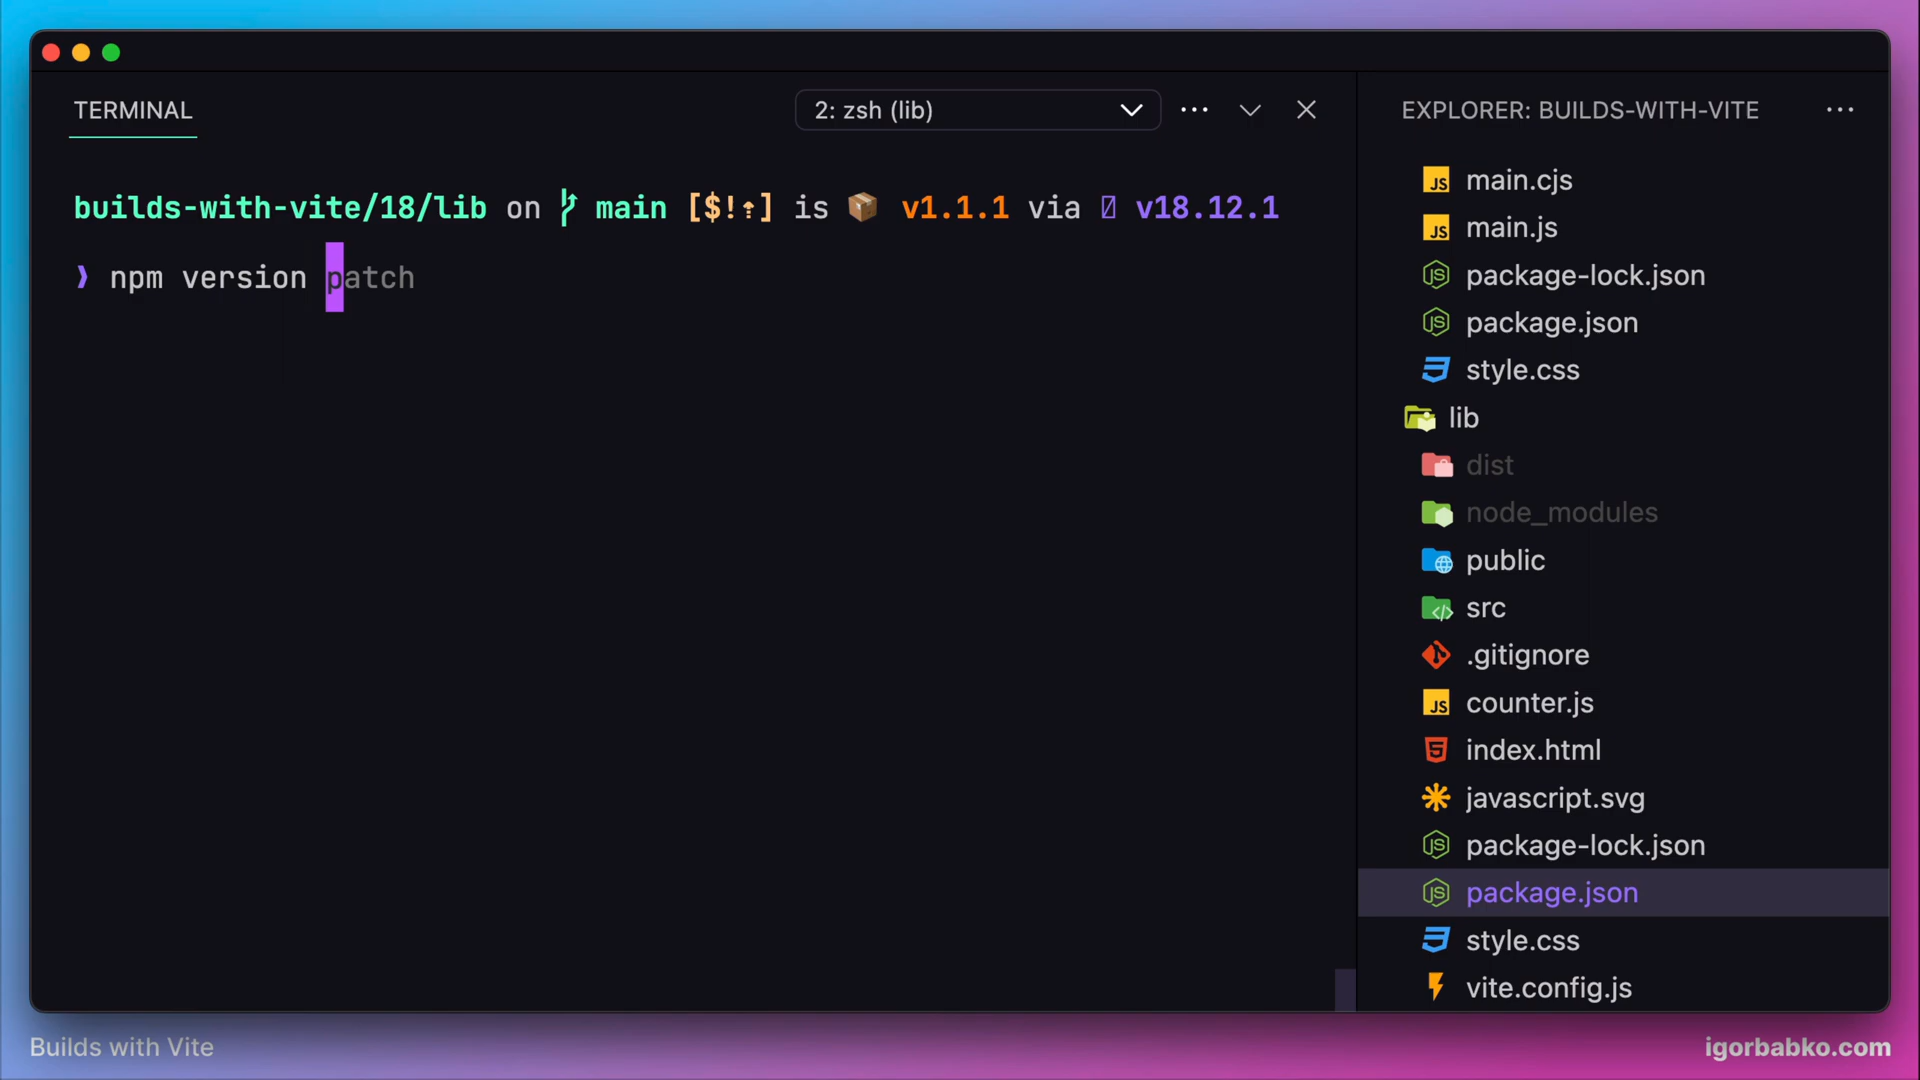 TERMINAL
2: zsh (lib)
builds-with-vite/18/lib on main [$!⇡] is 📦 v1.1.1 via v18.12.1
❯ npm version patch
EXPLORER: BUILDS-WITH-VITE
main.cjs
main.js
package-lock.json
package.json
style.css
lib
dist
node_modules
public
src
.gitignore
counter.js
index.html
javascript.svg
package-lock.json
package.json
style.css
vite.config.js
Builds with Vite
igorbabko.com